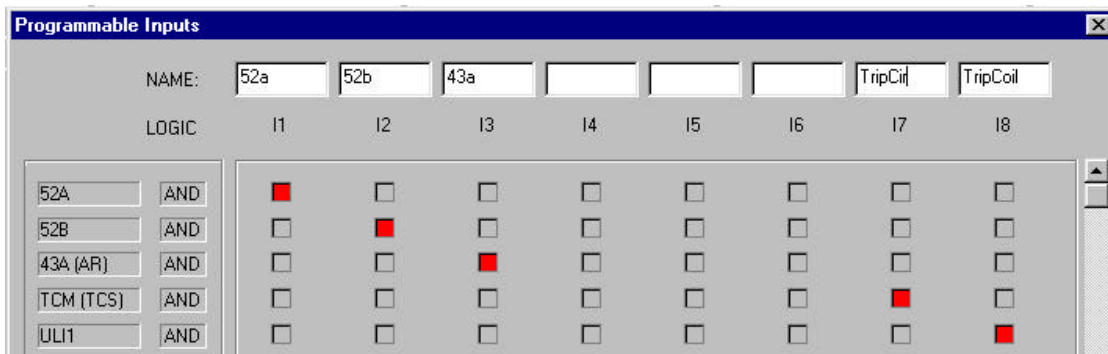 Programmable Inputs
NAME: 52a 52b 43a TripCir TripCoil
LOGIC I1 I2 I3 I4 I5 I6 I7 I8
52A AND
52B AND
43A (AR) AND
TCM (TCS) AND
ULI1 AND